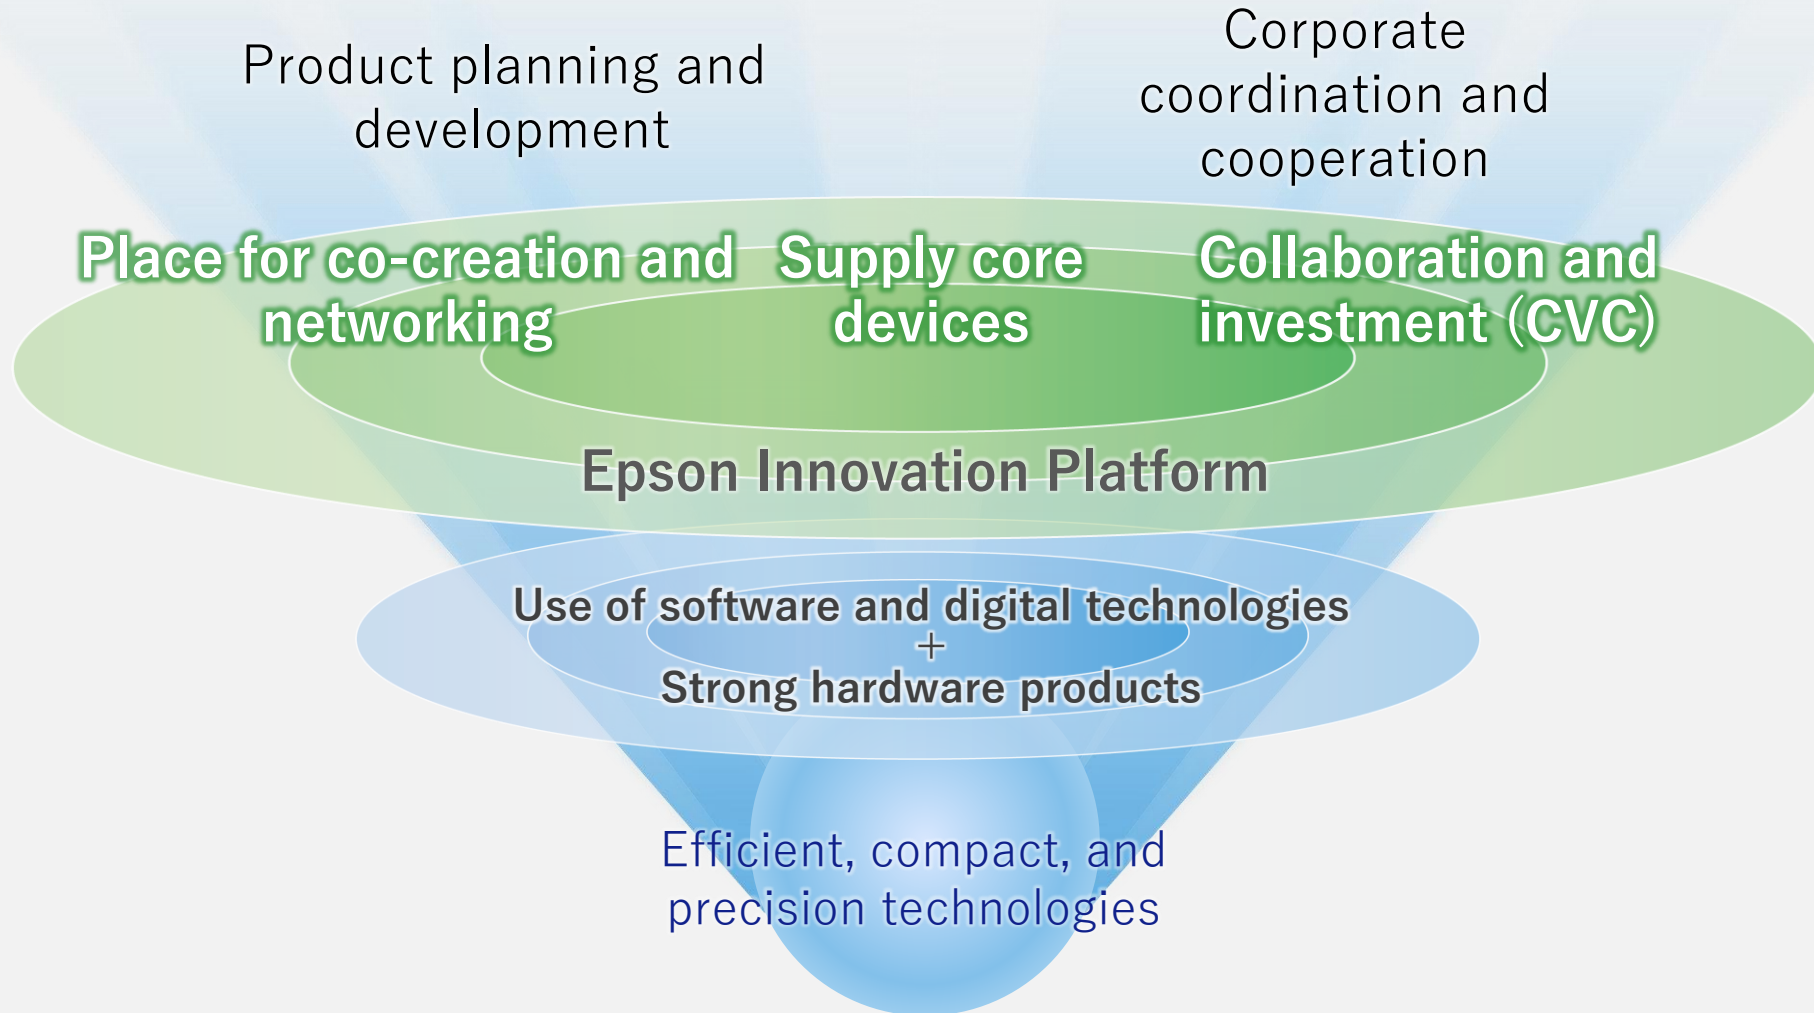 Product planning and
development
Corporate
coordination and
cooperation
Place for co-creation and
networking
Supply core
devices
Collaboration and
investment (CVC)
Epson Innovation Platform
Use of software and digital technologies
+
Strong hardware products
Efficient, compact, and
precision technologies